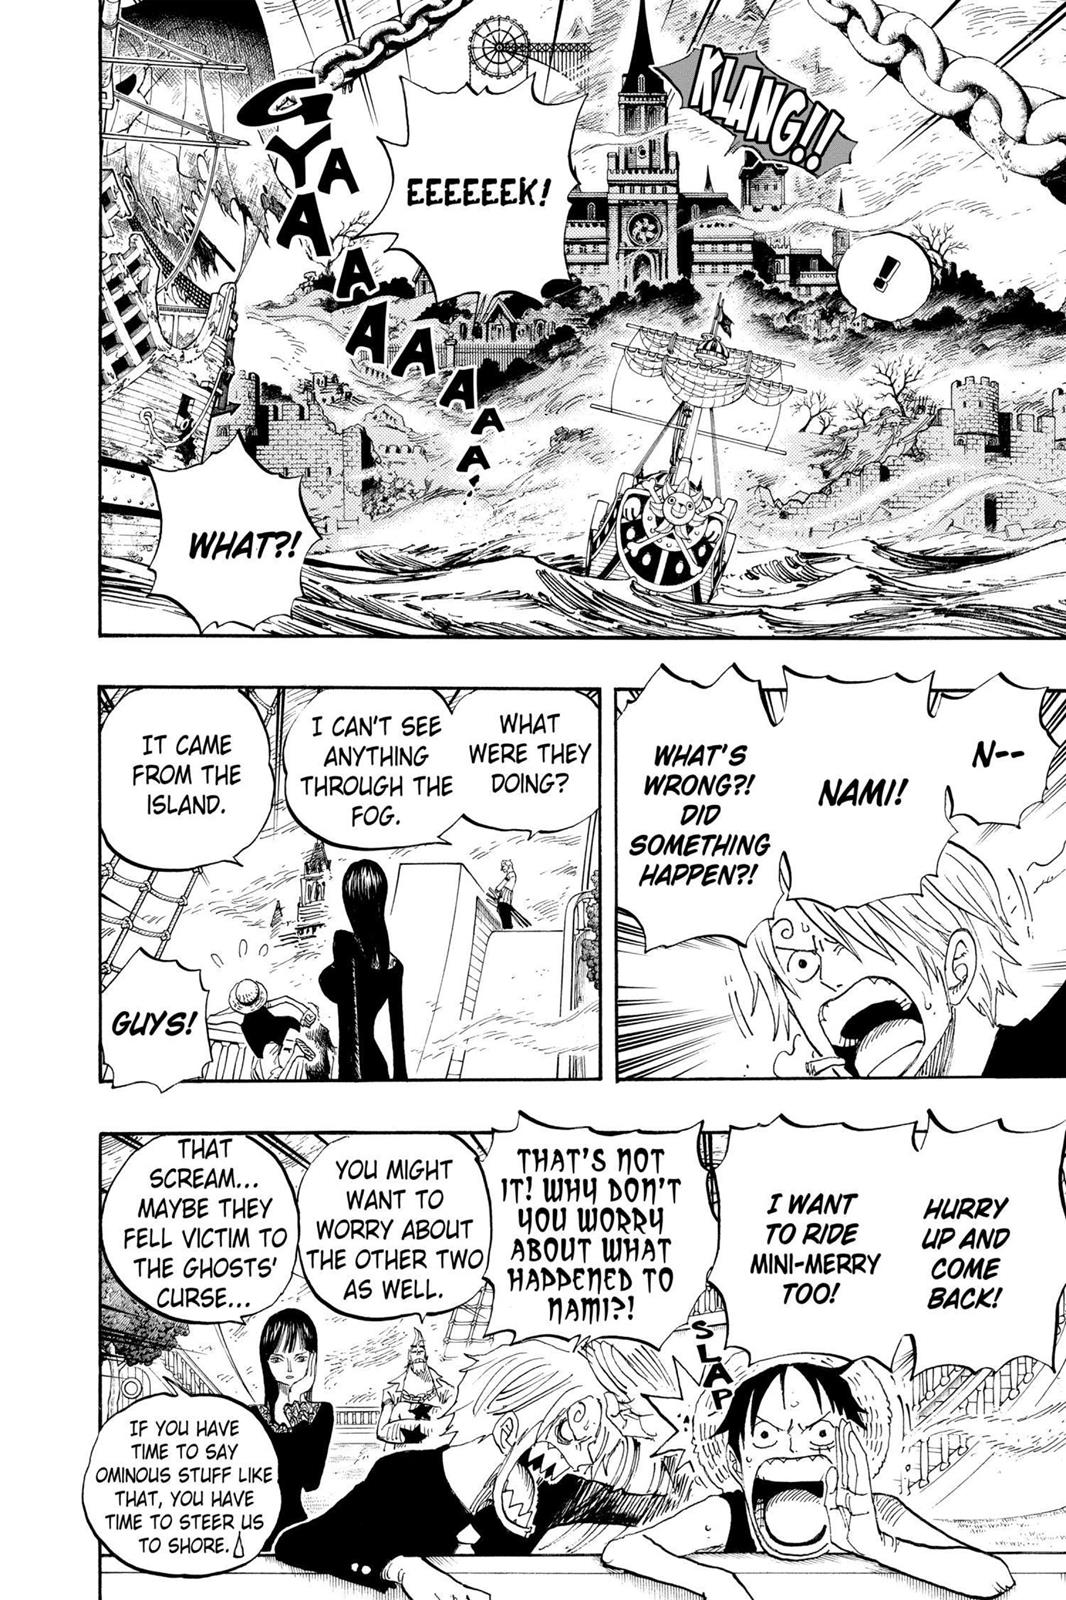 KLANG!!
!
EEEEEEK!
GYAAAAAAAAA
WHAT?!
N--
NAMI!
WHAT'S
WRONG?!
DID
SOMETHING
HAPPEN?!
WHAT
WERE THEY
DOING?
I CAN'T SEE
ANYTHING
THROUGH THE
FOG.
IT CAME
FROM THE
ISLAND.
GUYS!
HURRY
UP AND
COME
BACK!
I WANT
TO RIDE
MINI-MERRY
TOO!
SLAP
THAT'S NOT
IT! WHY DON'T
YOU WORRY
ABOUT WHAT
HAPPENED TO
NAMI?!
YOU MIGHT
WANT TO
WORRY ABOUT
THE OTHER TWO
AS WELL.
THAT
SCREAM...
MAYBE THEY
FELL VICTIM TO
THE GHOSTS'
CURSE...
IF YOU HAVE
TIME TO SAY
OMINOUS STUFF LIKE
THAT, YOU HAVE
TIME TO STEER US
TO SHORE.